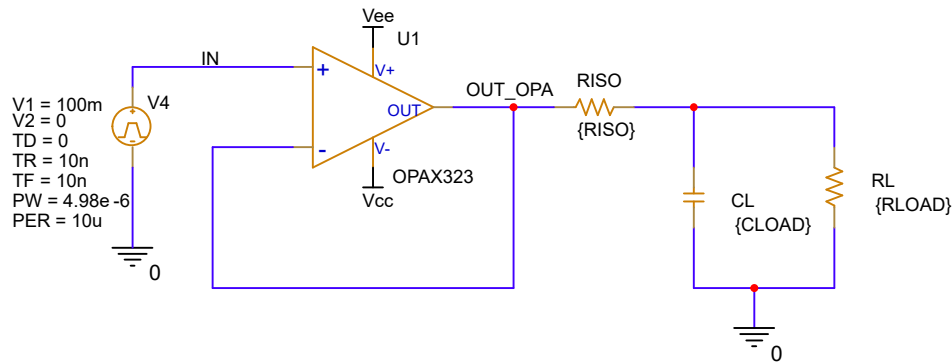 Vee
U1
IN
V4
V1 = 100m
V2 = 0
TD = 0
TR = 10n
TF = 10n
PW = 4.98e -6
PER = 10u
0
+
V+
OUT
-
V-
OPAX323
Vcc
OUT_OPA
RISO
{RISO}
CL
{CLOAD}
RL
{RLOAD}
0